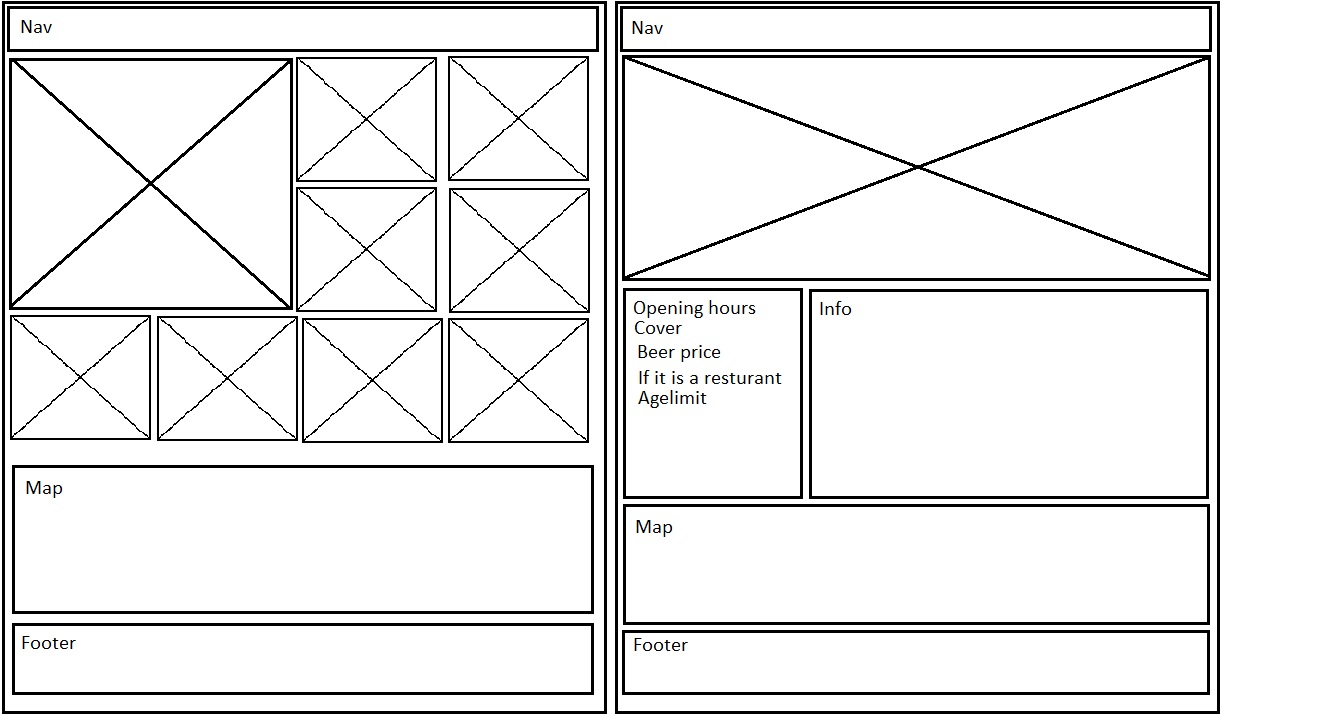 Nav
Map
Footer
Nav
Opening hours
Cover
Beer price
If it is a resturant
Agelimit
Info
Map
Footer